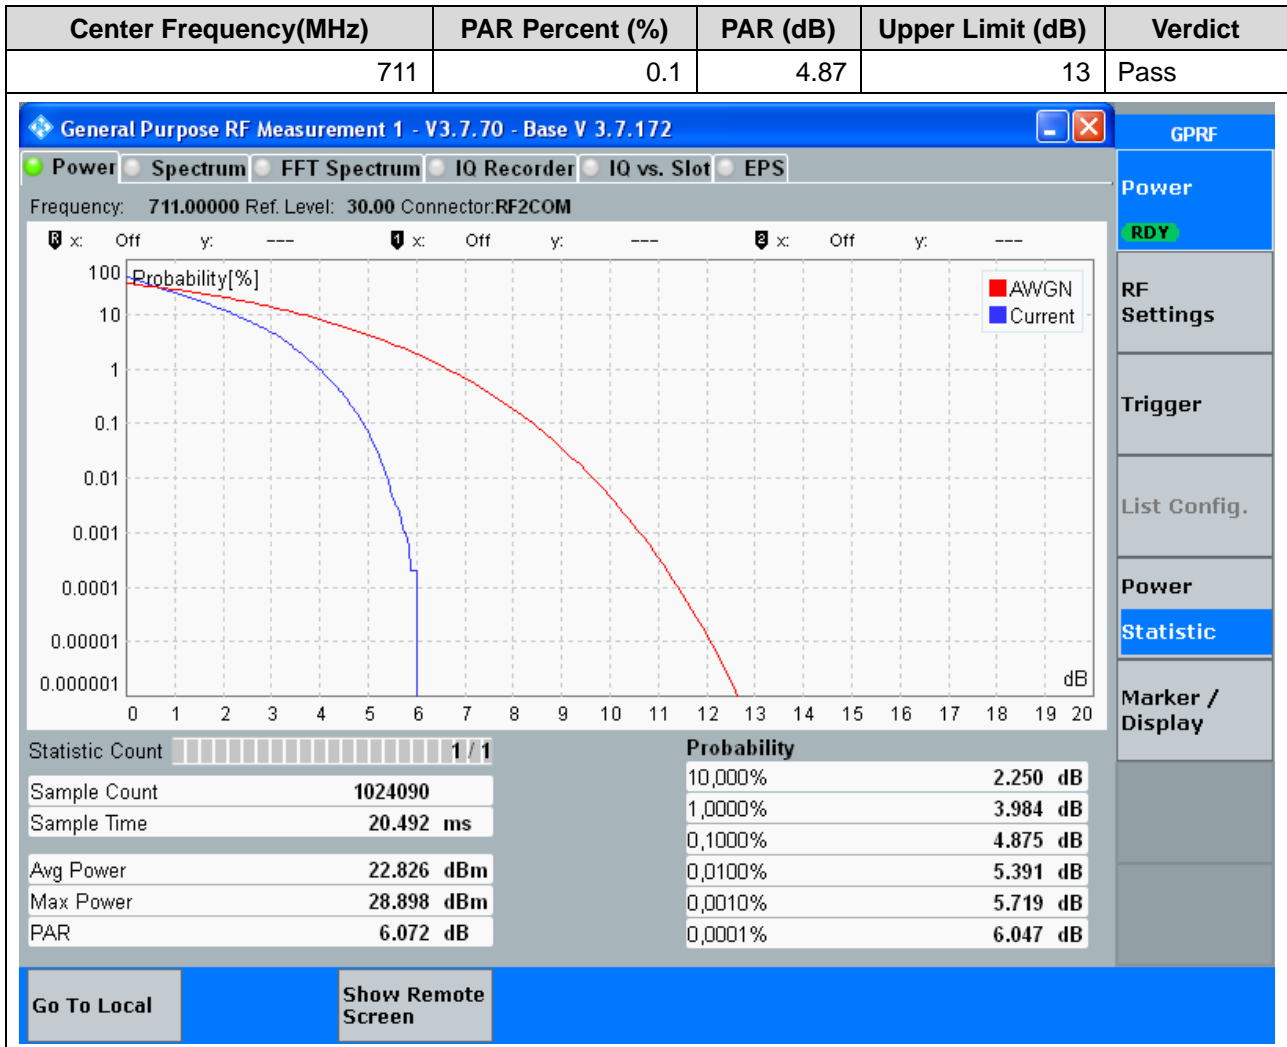 Center Frequency(MHz) PAR Percent (%) PAR (dB) Upper Limit (dB) Verdict
711 0.1 4.87 13 Pass
General Purpose RF Measurement 1 - V3.7.70 - Base V 3.7.172
GPRF
Power Spectrum FFT Spectrum IQ Recorder IQ vs. Slot EPS
Frequency: 711.00000 Ref. Level: 30.00 Connector:RF2COM
R x: Off y: --- 1 x: Off y: --- 2 x: Off y: ---
Probability[%]
100
10
1
0.1
0.01
0.001
0.0001
0.00001
0.000001
AWGN
Current
dB
0 1 2 3 4 5 6 7 8 9 10 11 12 13 14 15 16 17 18 19 20
Statistic Count 1 / 1
Sample Count 1024090
Sample Time 20.492 ms
Avg Power 22.826 dBm
Max Power 28.898 dBm
PAR 6.072 dB
Probability
10,000% 2.250 dB
1,0000% 3.984 dB
0,1000% 4.875 dB
0,0100% 5.391 dB
0,0010% 5.719 dB
0,0001% 6.047 dB
Power
RDY
RF
Settings
Trigger
List Config.
Power
Statistic
Marker /
Display
Go To Local
Show Remote
Screen